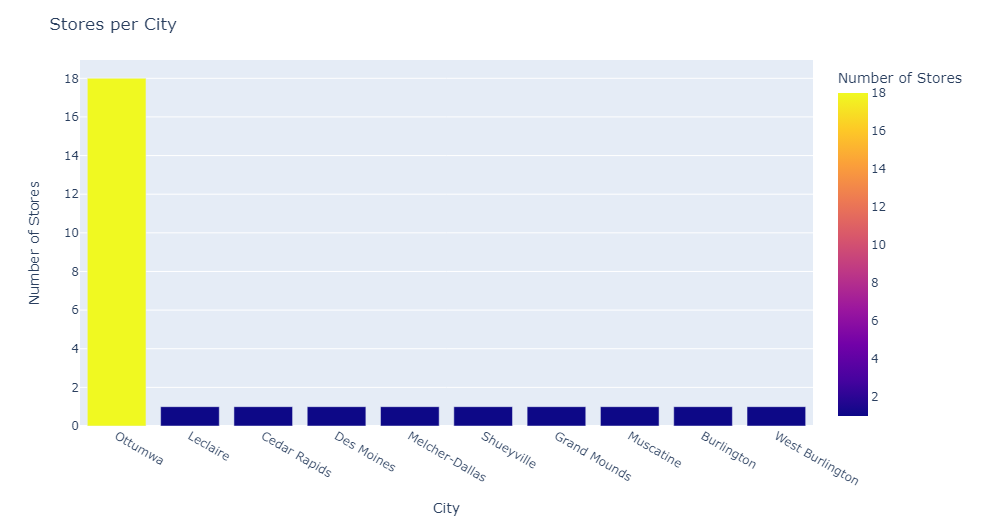 Stores per City
Number of Stores
18
16
14
12
10
8
6
4
2
0
Ottumwa
Leclaire
Cedar Rapids
Des Moines
Melcher-Dallas
Shueyville
Grand Mounds
Muscatine
Burlington
West Burlington
City
Number of Stores
18
16
14
12
10
8
6
4
2